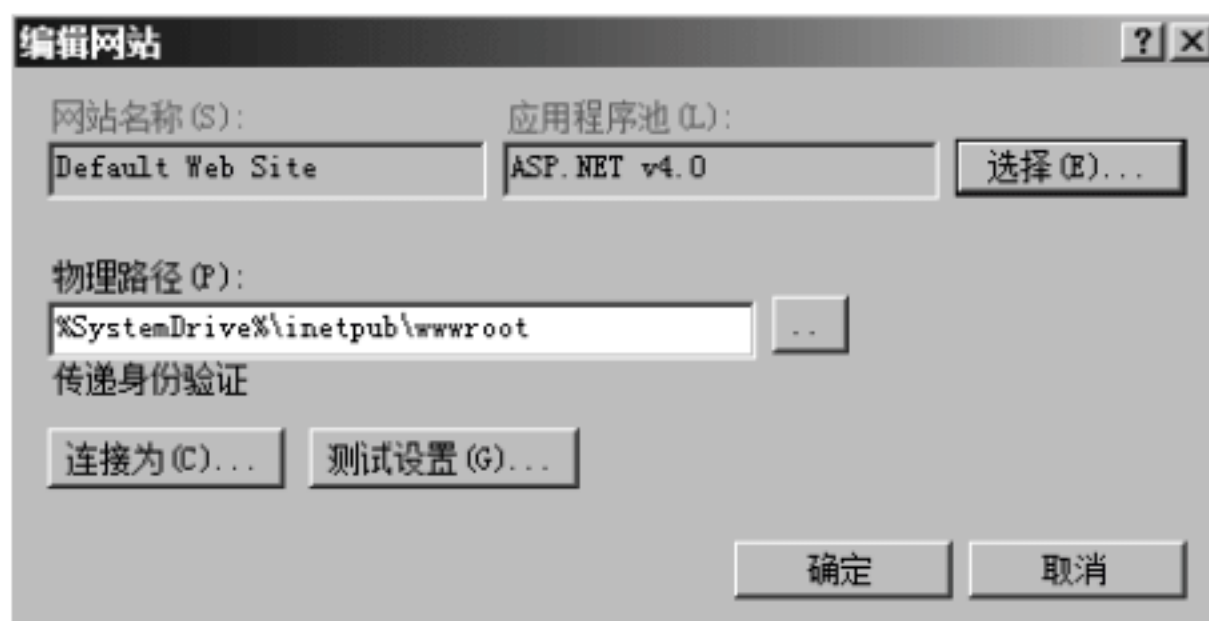 编辑网站
网站名称(S): 应用程序池(L):
Default Web Site ASP.NET v4.0 选择(E)...
物理路径(P):
%SystemDrive%\inetpub\wwwroot ..
传递身份验证
连接为(C)... 测试设置(G)...
确定 取消